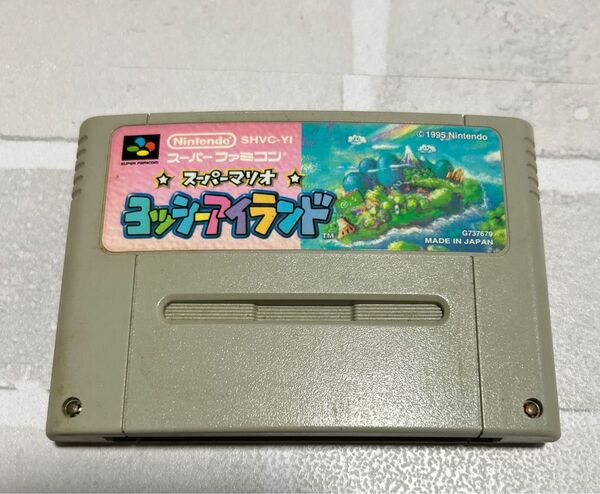 SUPER FAMICOM
Nintendo SHVC-YI
スーパーファミコン
スーパーマリオ
ヨッシーアイランド
TM
© 1995 Nintendo
G737679
MADE IN JAPAN